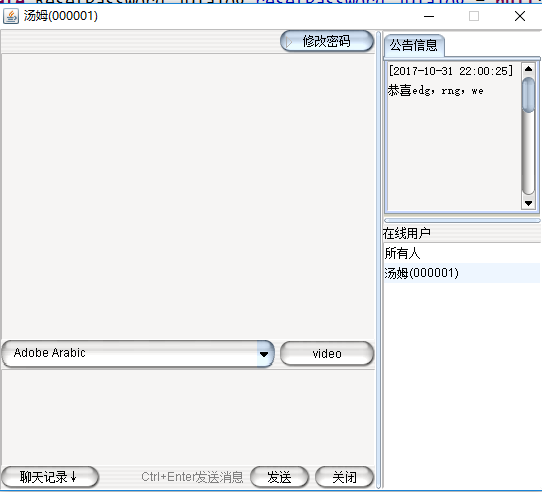 汤姆(000001)
修改密码
公告信息
[2017-10-31 22:00:25]
恭喜edg，rng，we
在线用户
所有人
汤姆(000001)
Adobe Arabic
video
聊天记录↓
Ctrl+Enter发送消息
发送
关闭